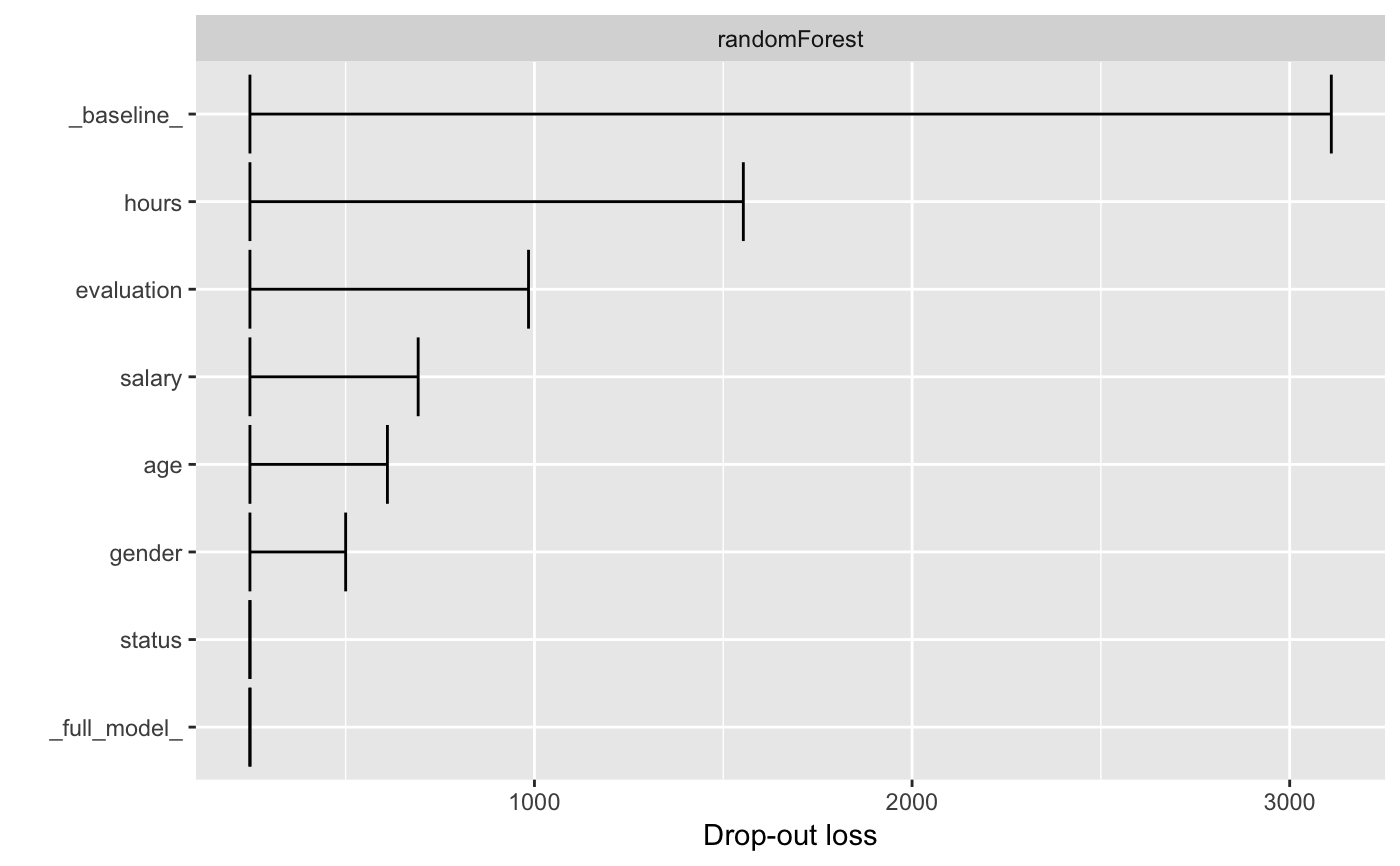 randomForest
_baseline_
hours
evaluation
salary
age
gender
status
_full_model_
1000 2000 3000
Drop-out loss